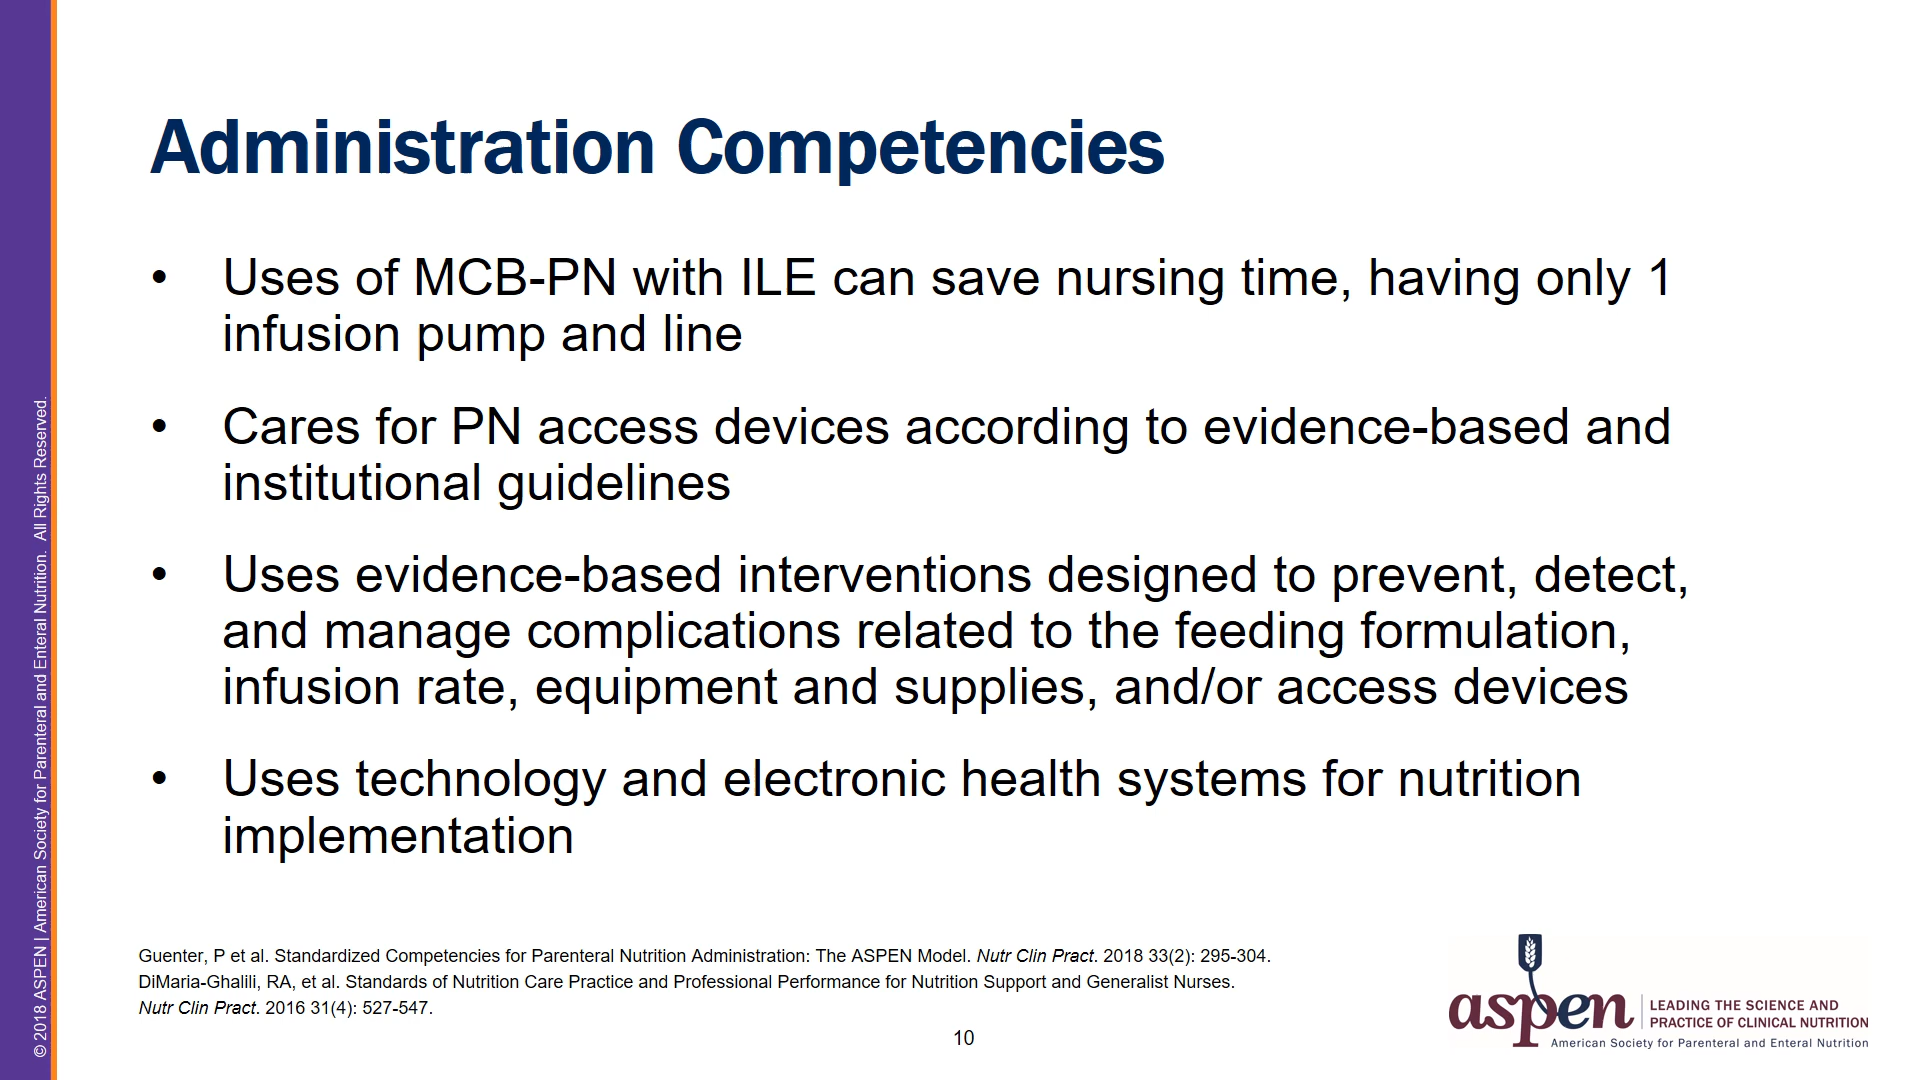 Administration Competencies
• Uses of MCB-PN with ILE can save nursing time, having only 1
infusion pump and line
• Cares for PN access devices according to evidence-based and
institutional guidelines
• Uses evidence-based interventions designed to prevent, detect,
and manage complications related to the feeding formulation,
infusion rate, equipment and supplies, and/or access devices
• Uses technology and electronic health systems for nutrition
implementation
Guenter, P et al. Standardized Competencies for Parenteral Nutrition Administration: The ASPEN Model. Nutr Clin Pract. 2018 33(2): 295-304.
DiMaria-Ghalili, RA, et al. Standards of Nutrition Care Practice and Professional Performance for Nutrition Support and Generalist Nurses.
Nutr Clin Pract. 2016 31(4): 527-547.
10
aspen
LEADING THE SCIENCE AND
PRACTICE OF CLINICAL NUTRITION
American Society for Parenteral and Enteral Nutrition
© 2018 ASPEN | American Society for Parenteral and Enteral Nutrition. All Rights Reserved.